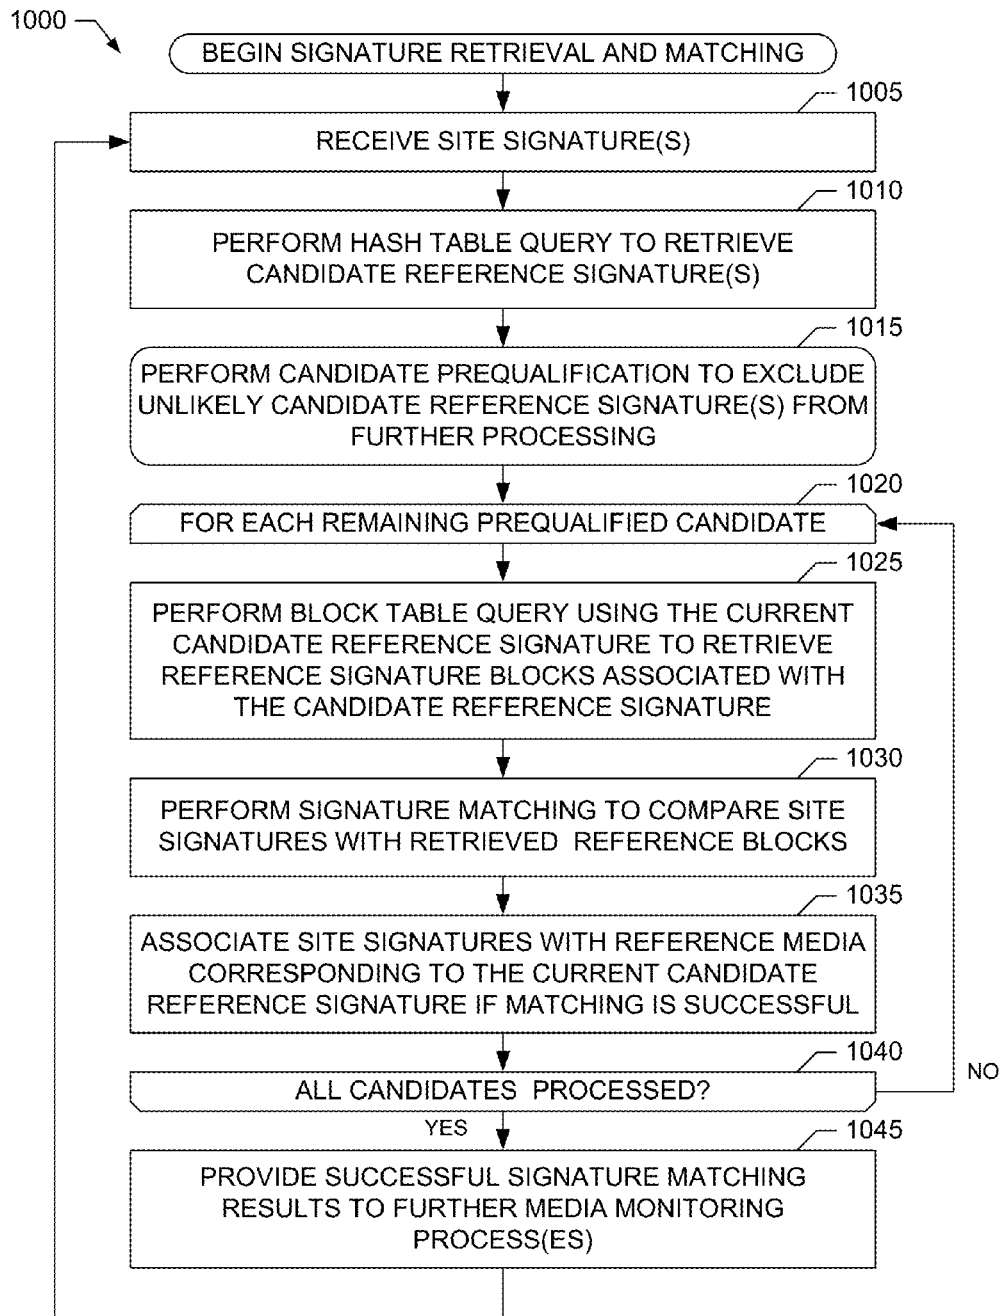 1000
BEGIN SIGNATURE RETRIEVAL AND MATCHING
1005
RECEIVE SITE SIGNATURE(S)
1010
PERFORM HASH TABLE QUERY TO RETRIEVE
CANDIDATE REFERENCE SIGNATURE(S)
1015
PERFORM CANDIDATE PREQUALIFICATION TO EXCLUDE
UNLIKELY CANDIDATE REFERENCE SIGNATURE(S) FROM
FURTHER PROCESSING
1020
FOR EACH REMAINING PREQUALIFIED CANDIDATE
1025
PERFORM BLOCK TABLE QUERY USING THE CURRENT
CANDIDATE REFERENCE SIGNATURE TO RETRIEVE
REFERENCE SIGNATURE BLOCKS ASSOCIATED WITH
THE CANDIDATE REFERENCE SIGNATURE
1030
PERFORM SIGNATURE MATCHING TO COMPARE SITE
SIGNATURES WITH RETRIEVED REFERENCE BLOCKS
1035
ASSOCIATE SITE SIGNATURES WITH REFERENCE MEDIA
CORRESPONDING TO THE CURRENT CANDIDATE
REFERENCE SIGNATURE IF MATCHING IS SUCCESSFUL
1040
ALL CANDIDATES PROCESSED?
NO
YES
1045
PROVIDE SUCCESSFUL SIGNATURE MATCHING
RESULTS TO FURTHER MEDIA MONITORING
PROCESS(ES)